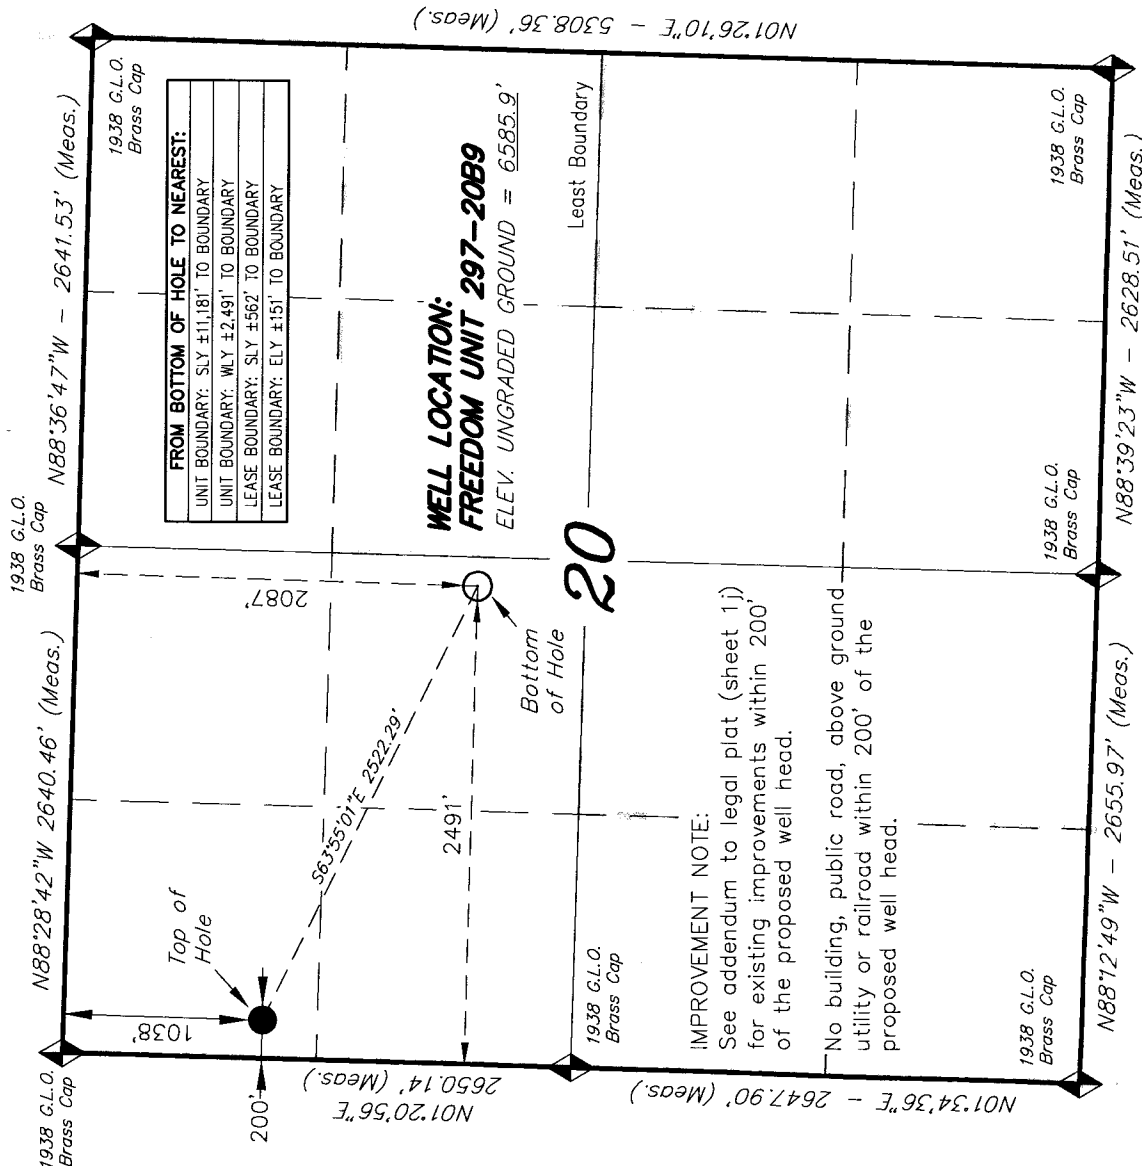 1938 G.L.O.
Brass Cap
N88°28'42"W 2640.46' (Meas.)
1938 G.L.O.
Brass Cap
N88°36'47"W - 2641.53' (Meas.)
1938 G.L.O.
Brass Cap
N01°26'10"E - 5308.36' (Meas.)
FROM BOTTOM OF HOLE TO NEAREST:
UNIT BOUNDARY: SLY ±11,181' TO BOUNDARY
UNIT BOUNDARY: WLY ±2,491' TO BOUNDARY
LEASE BOUNDARY: SLY ±562' TO BOUNDARY
LEASE BOUNDARY: ELY ±151' TO BOUNDARY
Top of
Hole
1038'
200'
2087'
S63°55'01"E 2522.29'
2491'
Bottom
of Hole
WELL LOCATION:
FREEDOM UNIT 297-20B9
ELEV. UNGRADED GROUND = 6585.9'
Least Boundary
20
N01°20'56"E
2650.14' (Meas.)
1938 G.L.O.
Brass Cap
IMPROVEMENT NOTE:
See addendum to legal plat (sheet 1j)
for existing improvements within 200'
of the proposed well head.
No building, public road, above ground
utility or railroad within 200' of the
proposed well head.
N01°34'36"E - 2647.90' (Meas.)
1938 G.L.O.
Brass Cap
N88°12'49"W - 2655.97' (Meas.)
1938 G.L.O.
Brass Cap
N88°39'23"W - 2628.51' (Meas.)
1938 G.L.O.
Brass Cap